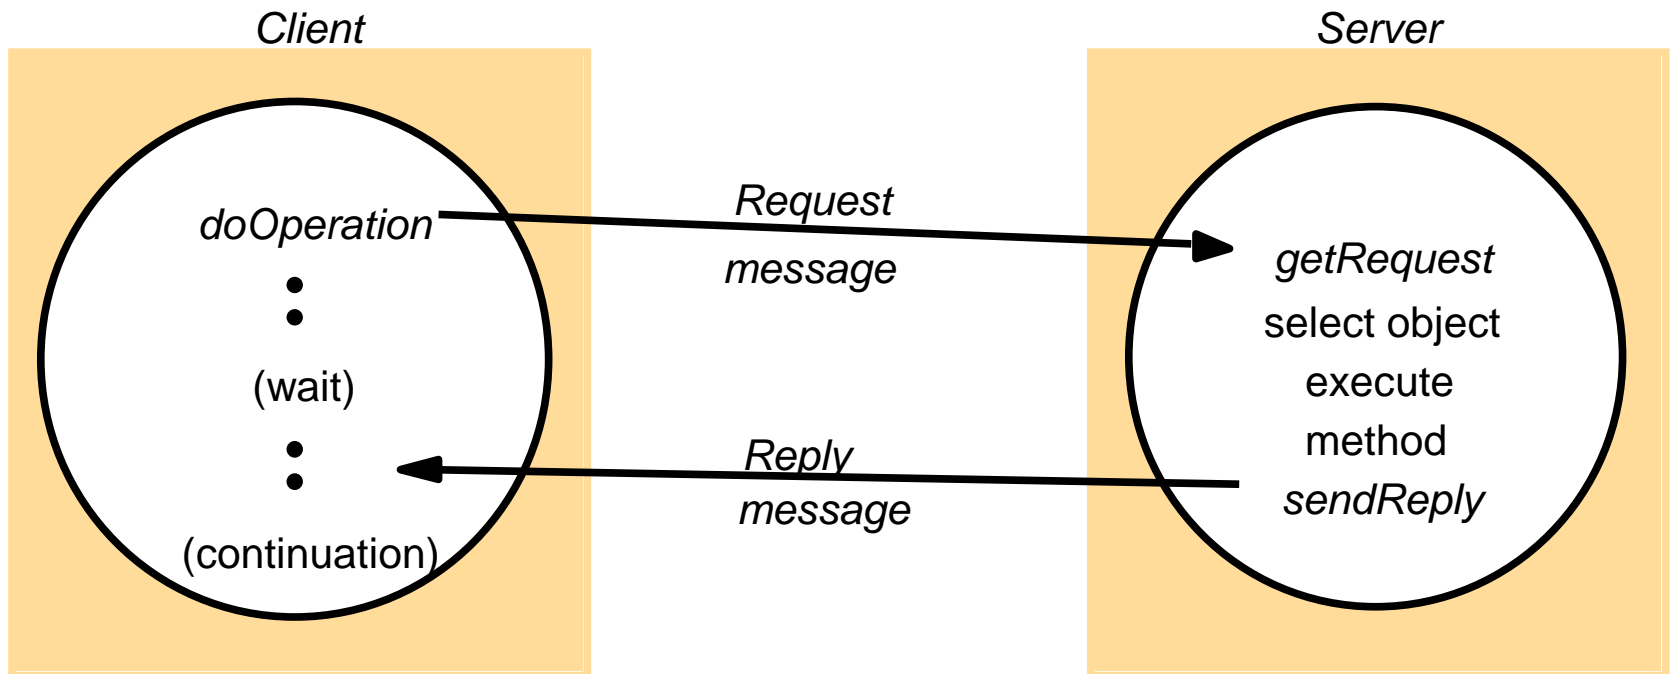 Client
Server
doOperation
(wait)
(continuation)
Request
message
Reply
message
getRequest
select object
execute
method
sendReply